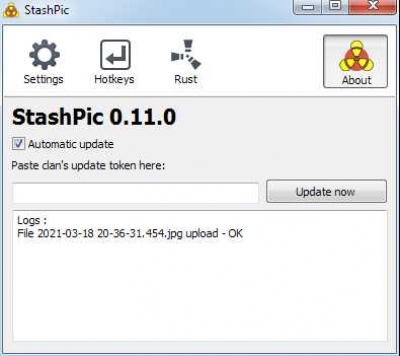 StashPic
Settings
Hotkeys
Rust
About
StashPic 0.11.0
Automatic update
Paste clan's update token here:
Update now
Logs :
File 2021-03-18 20-36-31.454.jpg upload - OK